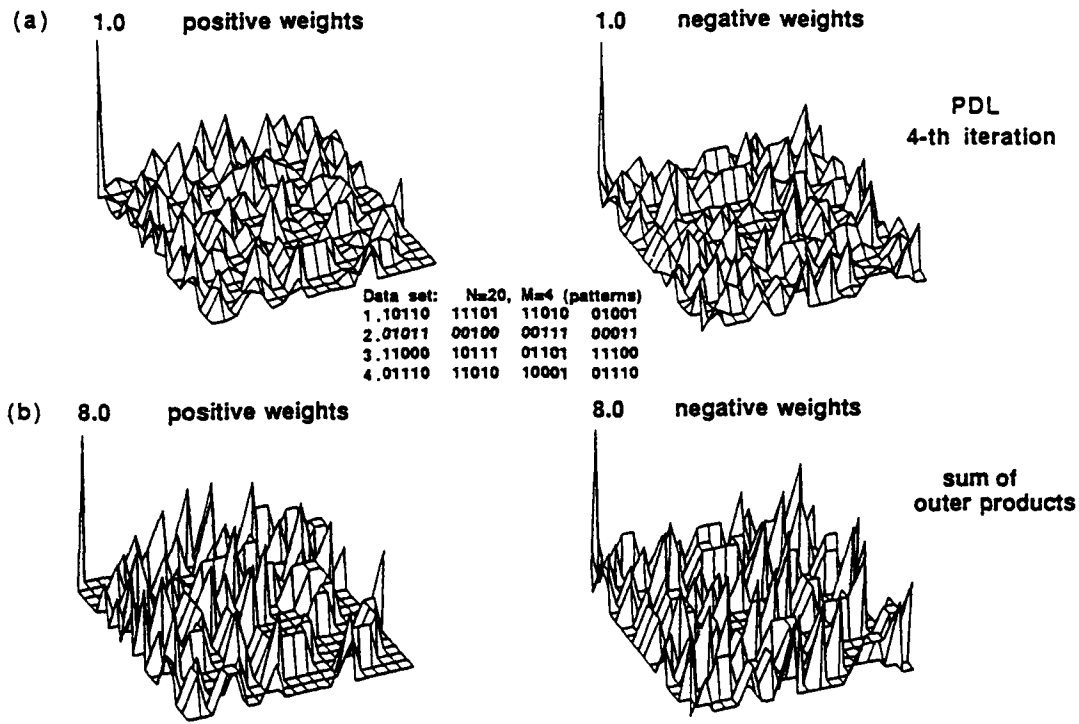 (a) 1.0 positive weights 1.0 negative weights
PDL
4-th iteration
Data set: N=20, M=4 (patterns)
1.10110 11101 11010 01001
2.01011 00100 00111 00011
3.11000 10111 01101 11100
4.01110 11010 10001 01110
(b) 8.0 positive weights 8.0 negative weights
sum of
outer products